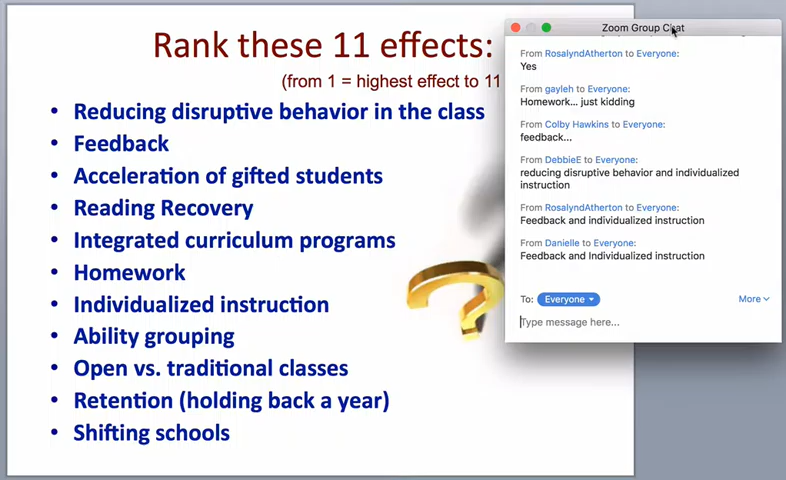 Rank these 11 effects:
(from 1 = highest effect to 11
• Reducing disruptive behavior in the class
• Feedback
• Acceleration of gifted students
• Reading Recovery
• Integrated curriculum programs
• Homework
• Individualized instruction
• Ability grouping
• Open vs. traditional classes
• Retention (holding back a year)
• Shifting schools
Zoom Group Chat
From RosalyndAtherton to Everyone:
Yes
From gayleh to Everyone:
Homework... just kidding
From Colby Hawkins to Everyone:
feedback...
From DebbieE to Everyone:
reducing disruptive behavior and individualized
instruction
From RosalyndAtherton to Everyone:
Feedback and individualized instruction
From Danielle to Everyone:
Feedback and Individualized instruction
To: Everyone More
Type message here...